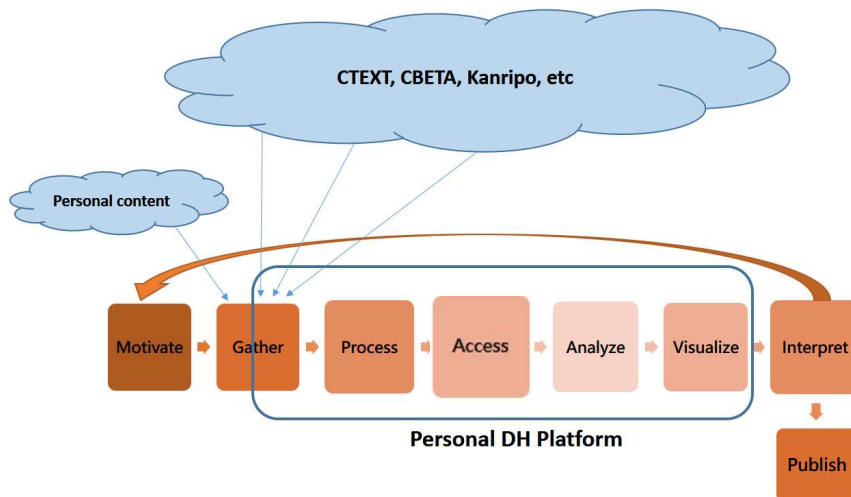 CTEXT, CBETA, Kanripo, etc
Personal content
Motivate
Gather
Process
Access
Analyze
Visualize
Interpret
Personal DH Platform
Publish